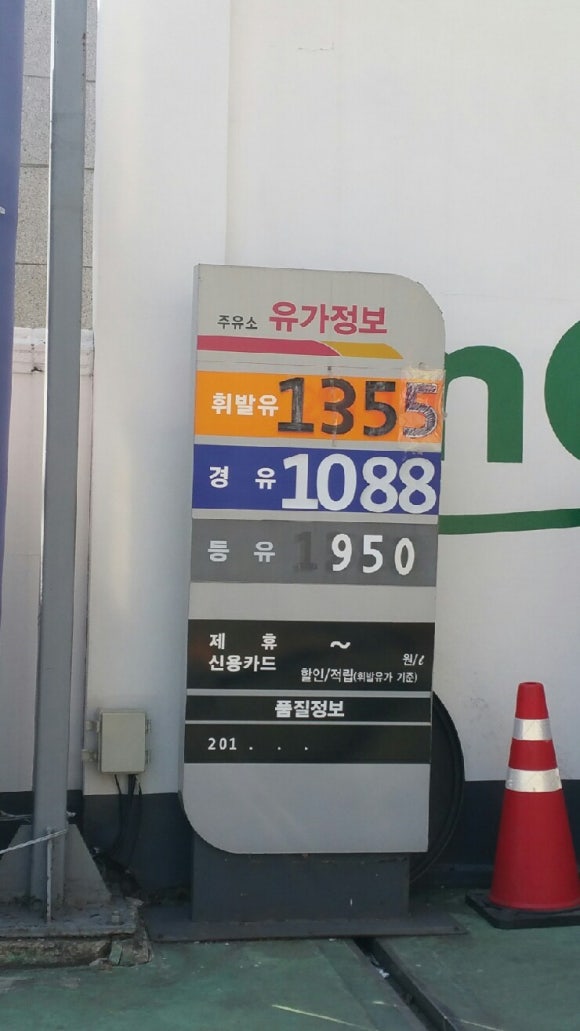 주유소 유가정보
휘발유 1355
경 유 1088
등 유 950
제 휴 ~ 원/ℓ
신용카드 할인/적립(휘발유가 기준)
품질정보
201 . . .
n